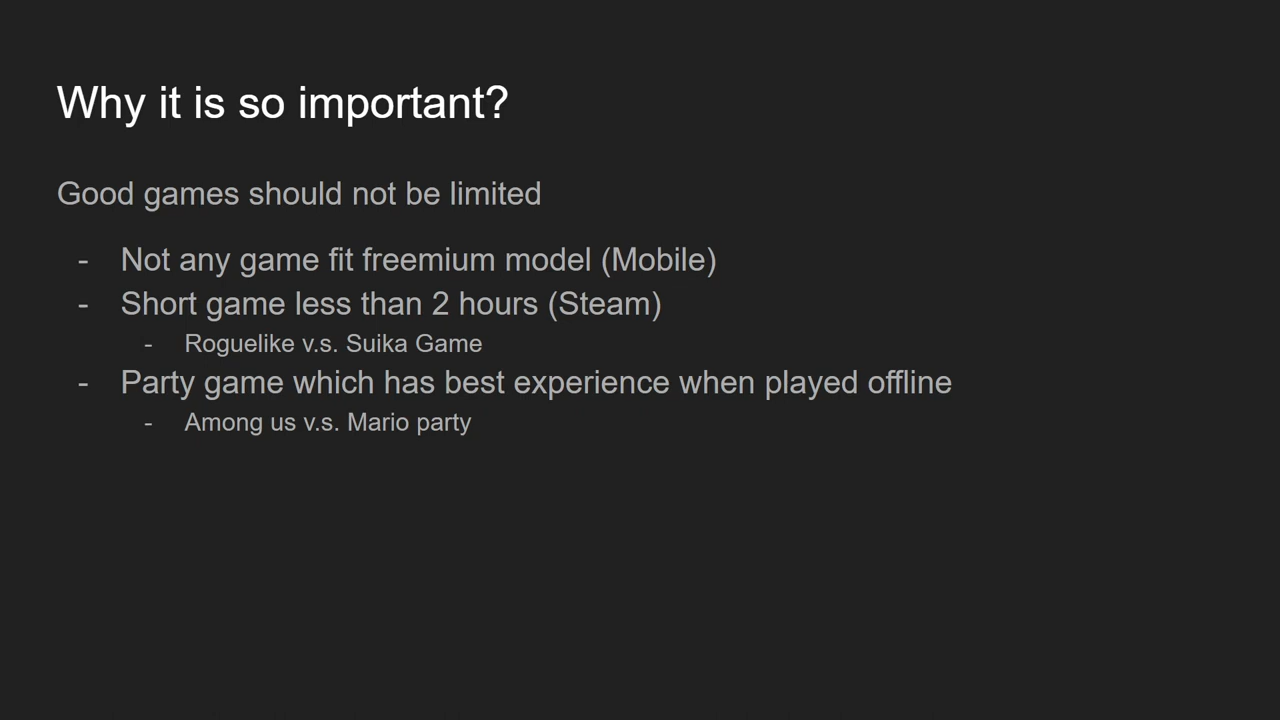 Why it is so important?
Good games should not be limited
- Not any game fit freemium model (Mobile)
- Short game less than 2 hours (Steam)
- Roguelike v.s. Suika Game
- Party game which has best experience when played offline
- Among us v.s. Mario party